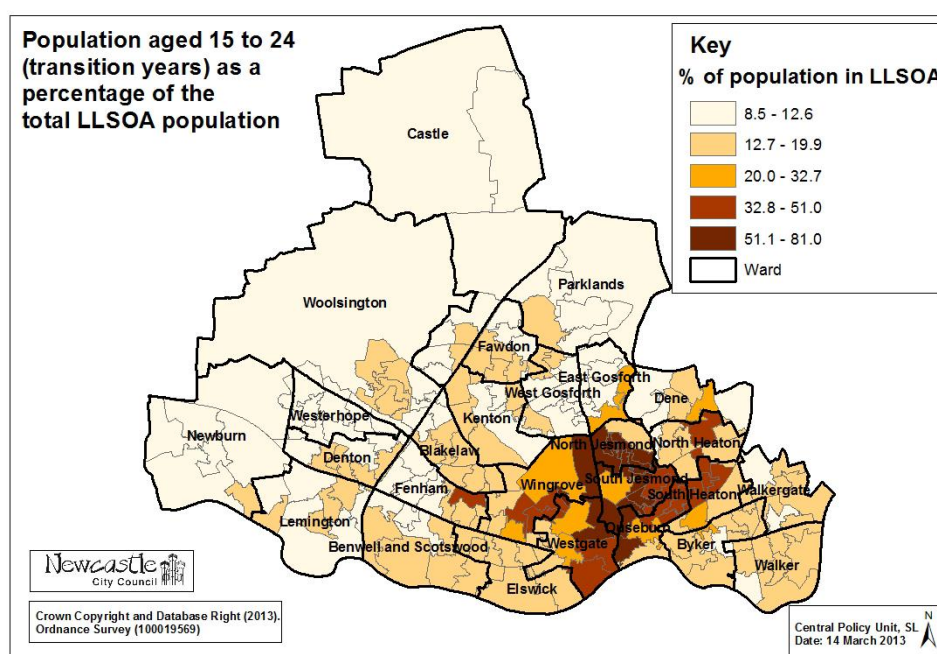 Population aged 15 to 24
(transition years) as a
percentage of the
total LLSOA population
Key
% of population in LLSOA
8.5 - 12.6
12.7 - 19.9
20.0 - 32.7
32.8 - 51.0
51.1 - 81.0
Ward
Castle
Parklands
Woolsington
Fawdon
East Gosforth
West Gosforth
Dene
Westerhope
Kenton
Newburn
North Jesmond
North Heaton
Denton
Blakelaw
South Jesmond
Fenham
Wingrove
South Heaton
Walkergate
Lemington
Ouseburn
Benwell and Scotswood
Westgate
Byker
Walker
Elswick
Newcastle
City Council
Crown Copyright and Database Right (2013).
Ordnance Survey (100019569)
N
Central Policy Unit, SL
Date: 14 March 2013